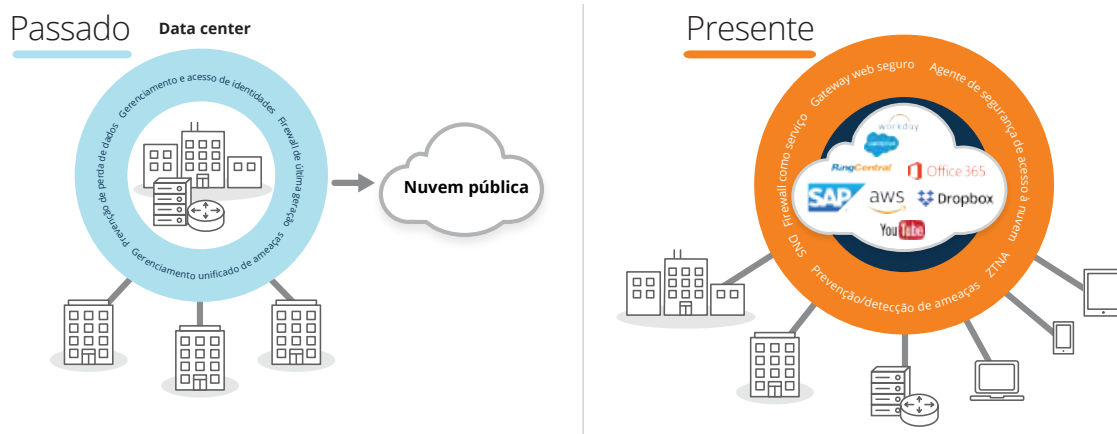 Passado
Data center
Gerenciamento e acesso de identidades
Firewall de última geração
Gerenciamento unificado de ameaças
Prevenção de perda de dados
Nuvem pública
Presente
Gateway web seguro
Agente de segurança de acesso à nuvem
ZTNA
Prevenção/detecção de ameaças
DNS
Firewall como serviço
workday
salesforce
RingCentral
Office 365
SAP
aws
Dropbox
YouTube